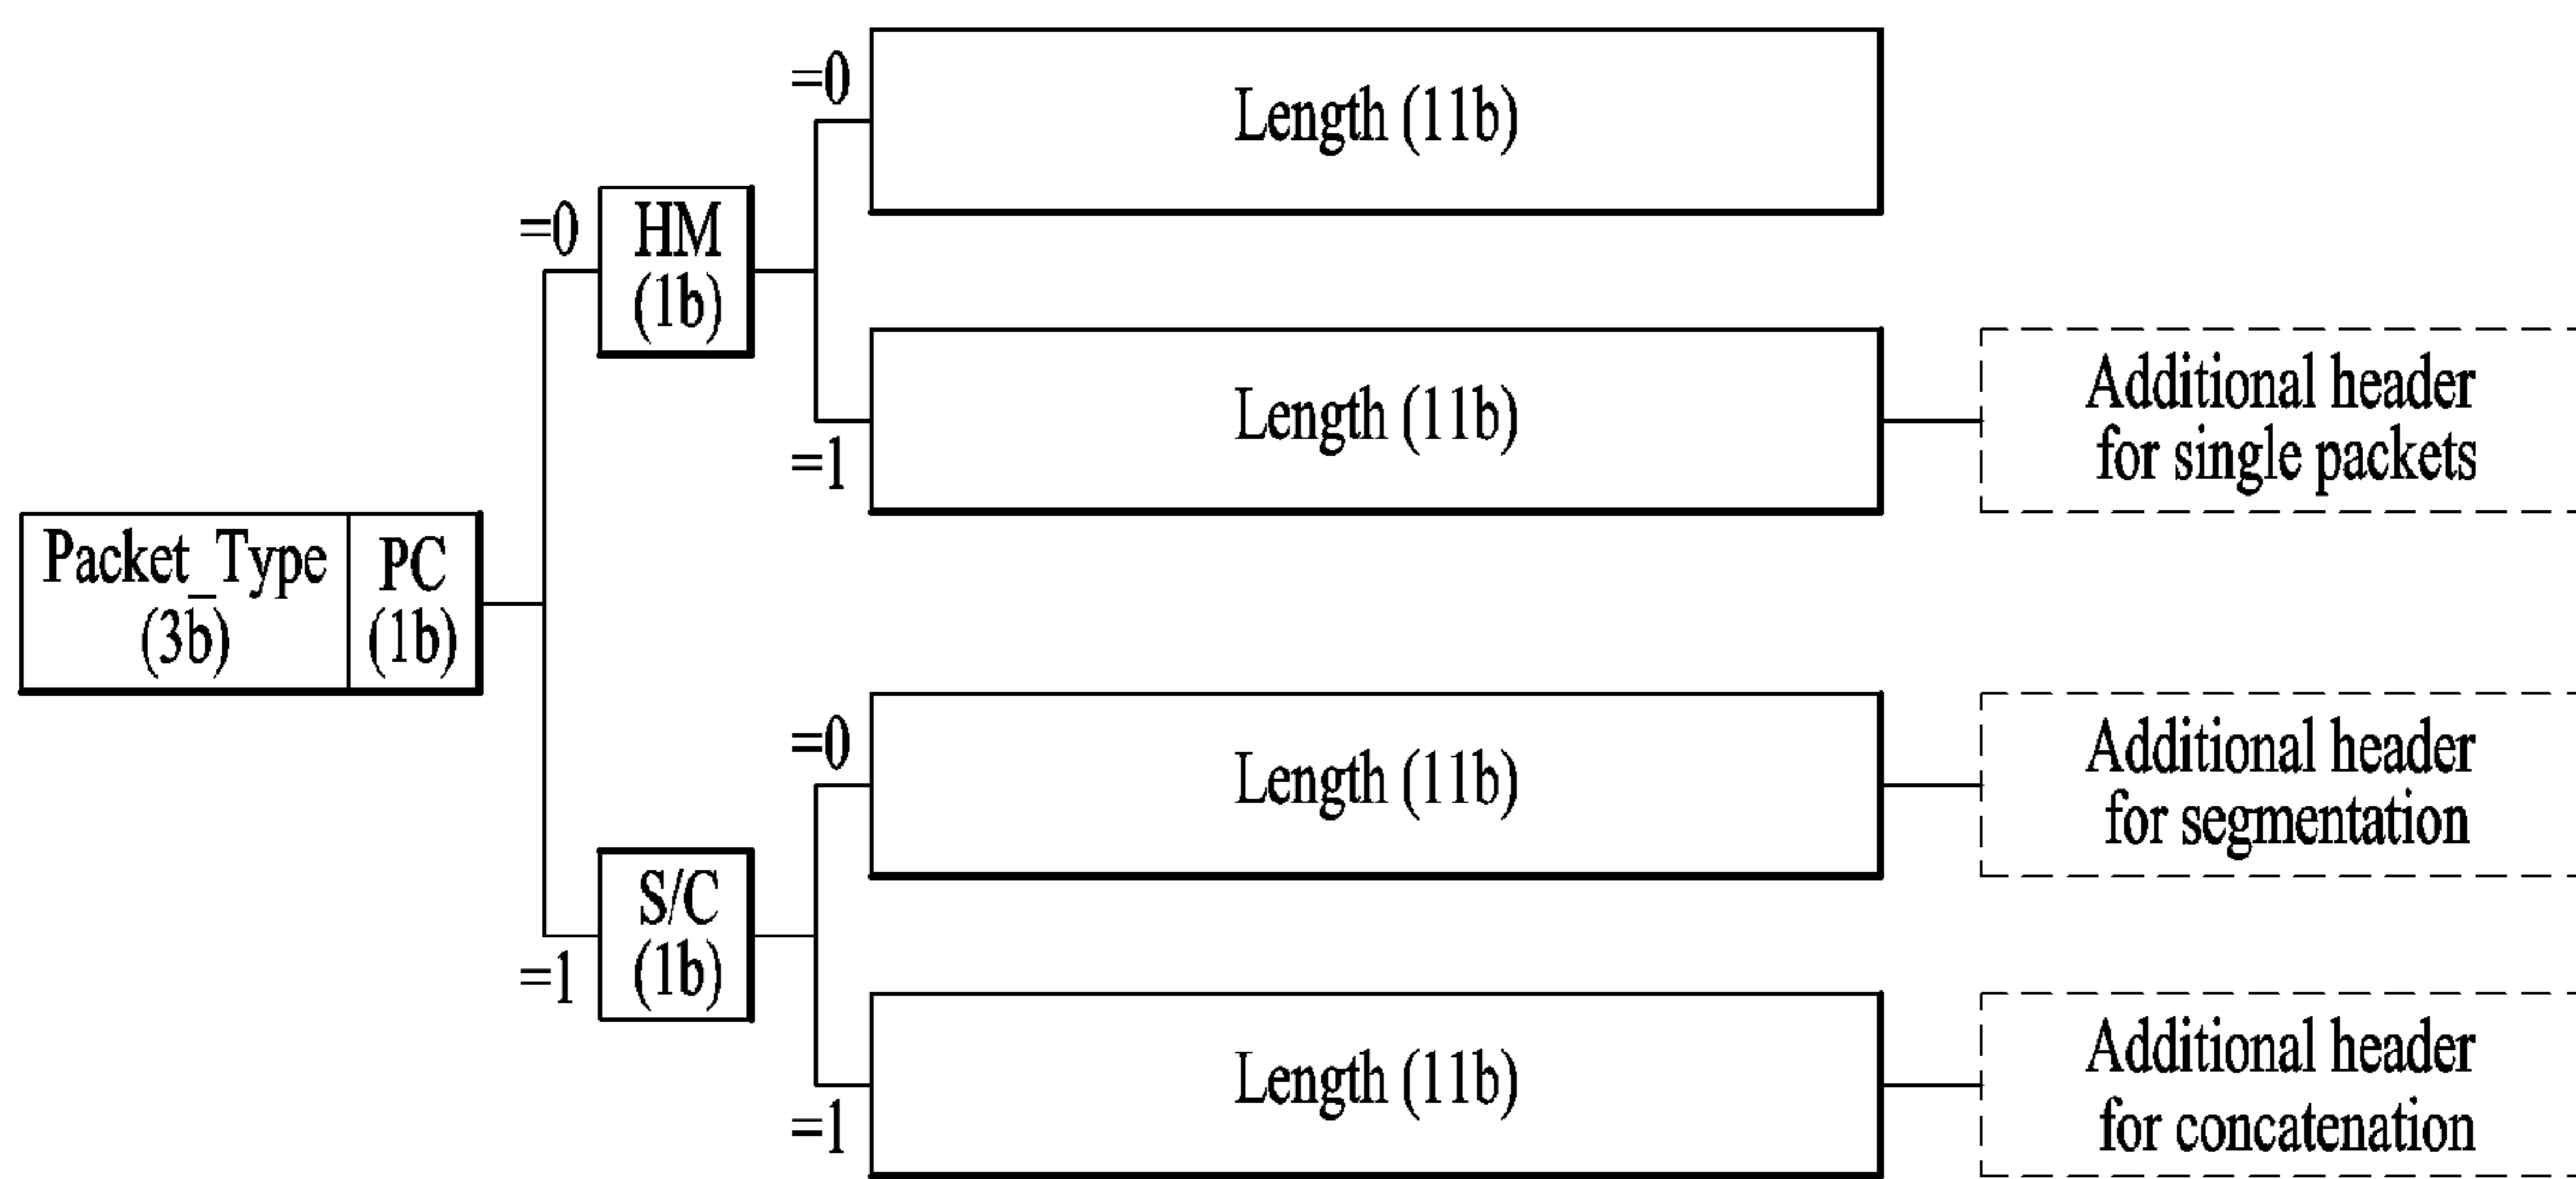 Packet_Type
(3b)
PC
(1b)
=0
HM
(1b)
=0
Length (11b)
=1
Length (11b)
Additional header
for single packets
=1
S/C
(1b)
=0
Length (11b)
Additional header
for segmentation
=1
Length (11b)
Additional header
for concatenation